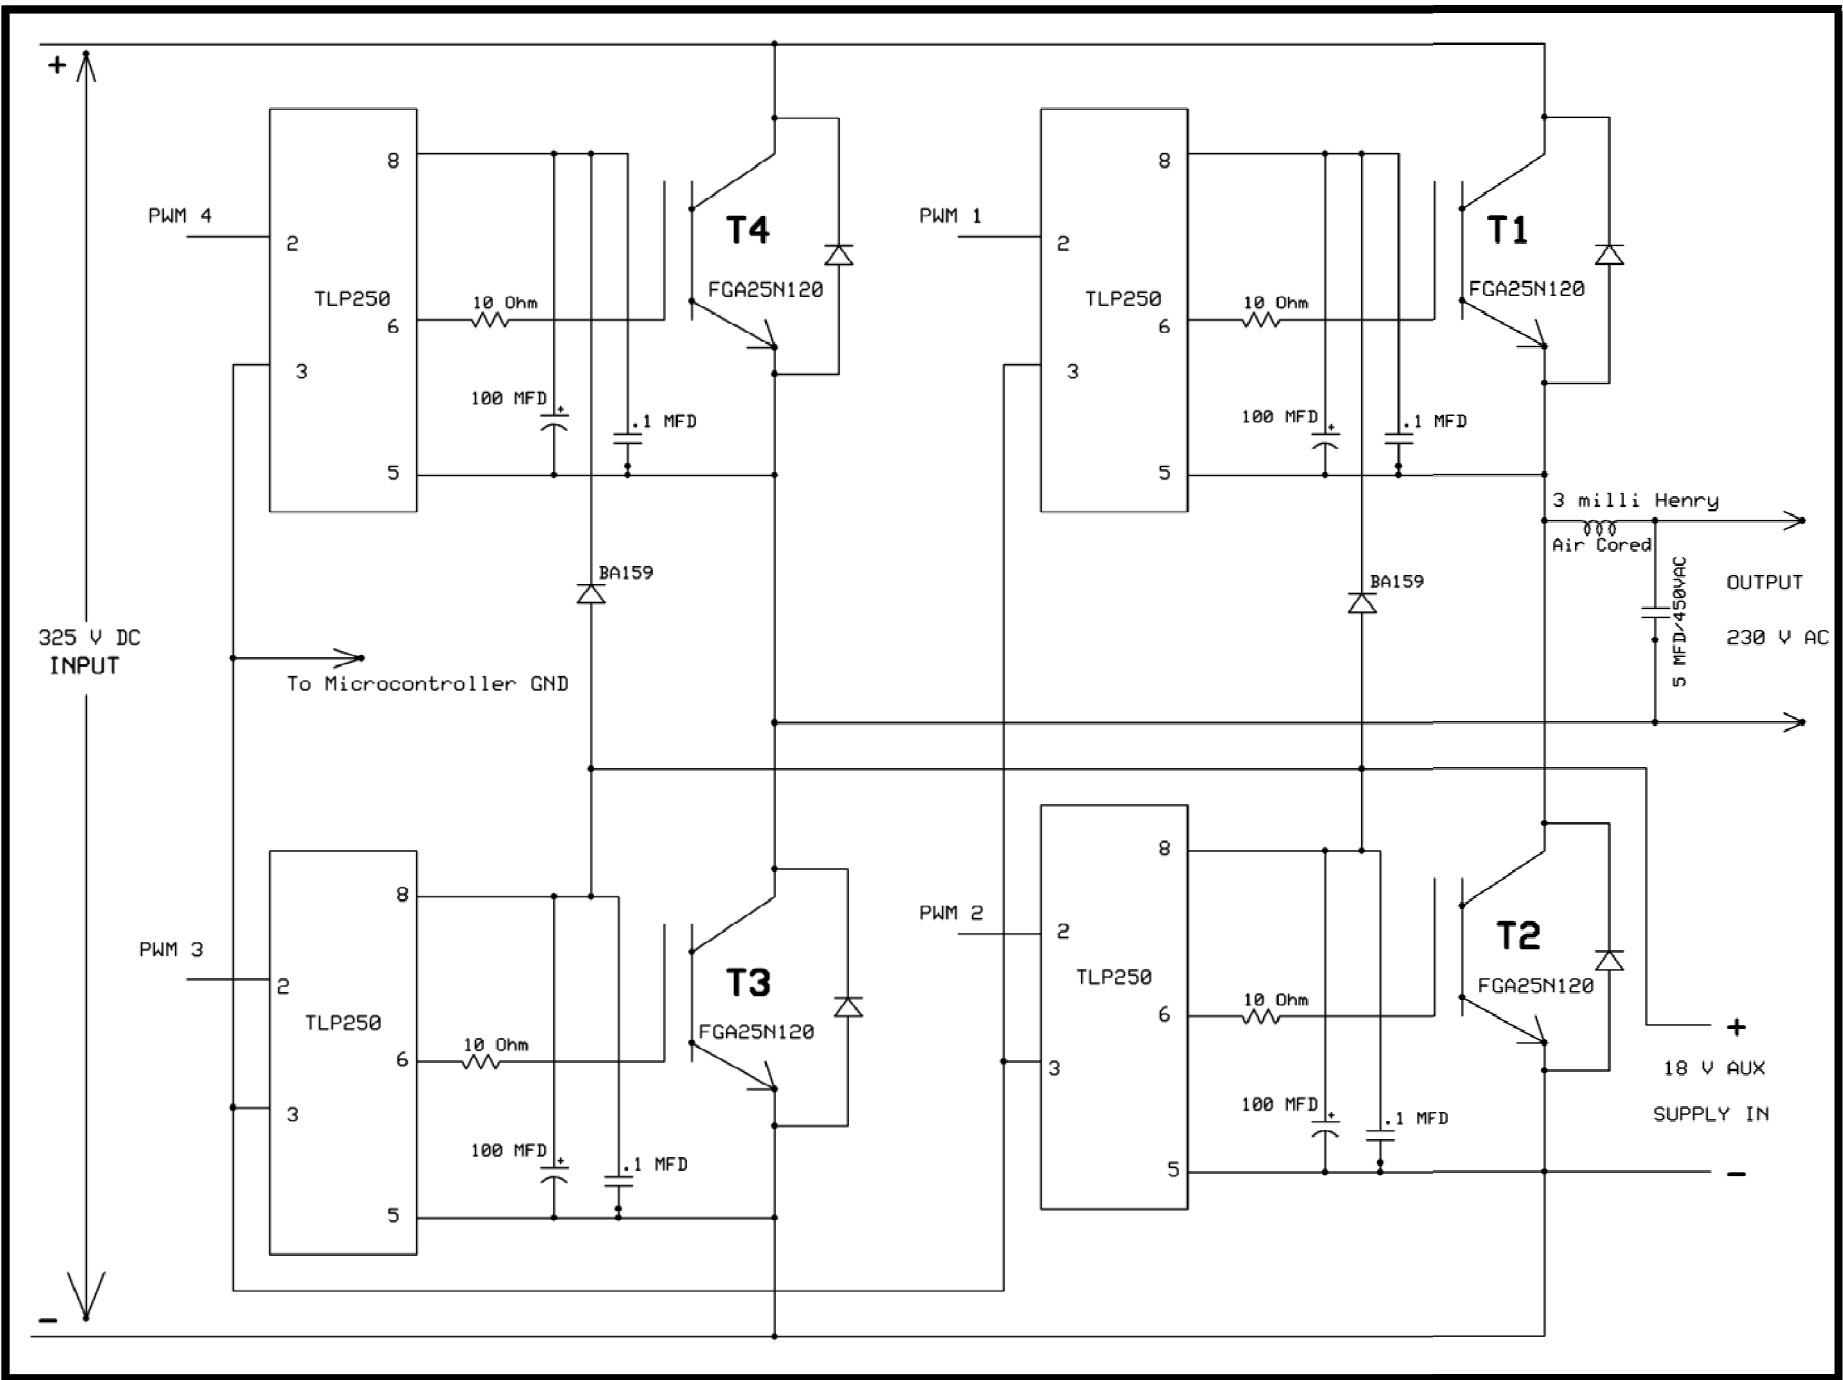 +
8
8
PWM 4
T4
PWM 1
T1
2
2
FGA25N120
FGA25N120
TLP250
10 Ohm
TLP250
10 Ohm
6
6
3
3
100 MFD
+
.1 MFD
100 MFD
+
.1 MFD
5
5
3 milli Henry
Air Cored
BA159
BA159
5 MFD/450VAC
OUTPUT
230 V AC
325 V DC
INPUT
To Microcontroller GND
8
8
PWM 3
T3
PWM 2
T2
2
2
TLP250
FGA25N120
TLP250
FGA25N120
10 Ohm
6
10 Ohm
6
+
3
3
18 V AUX
SUPPLY IN
100 MFD
+
.1 MFD
100 MFD
+
.1 MFD
5
5
-
-